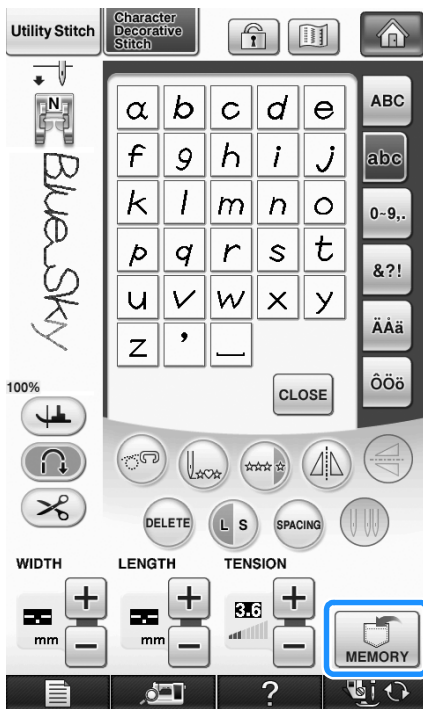 Utility Stitch
Character
Decorative
Stitch
N
Blue_Sky
a b c d e
f g h i j
k l m n o
p q r s t
u v w x y
z ’ _
ABC
abc
0~9,.
&?!
ÄÅä
ÔÖö
CLOSE
100%
DELETE
L S
SPACING
WIDTH
LENGTH
TENSION
mm
mm
3.6
+ + +
− − −
MEMORY
?